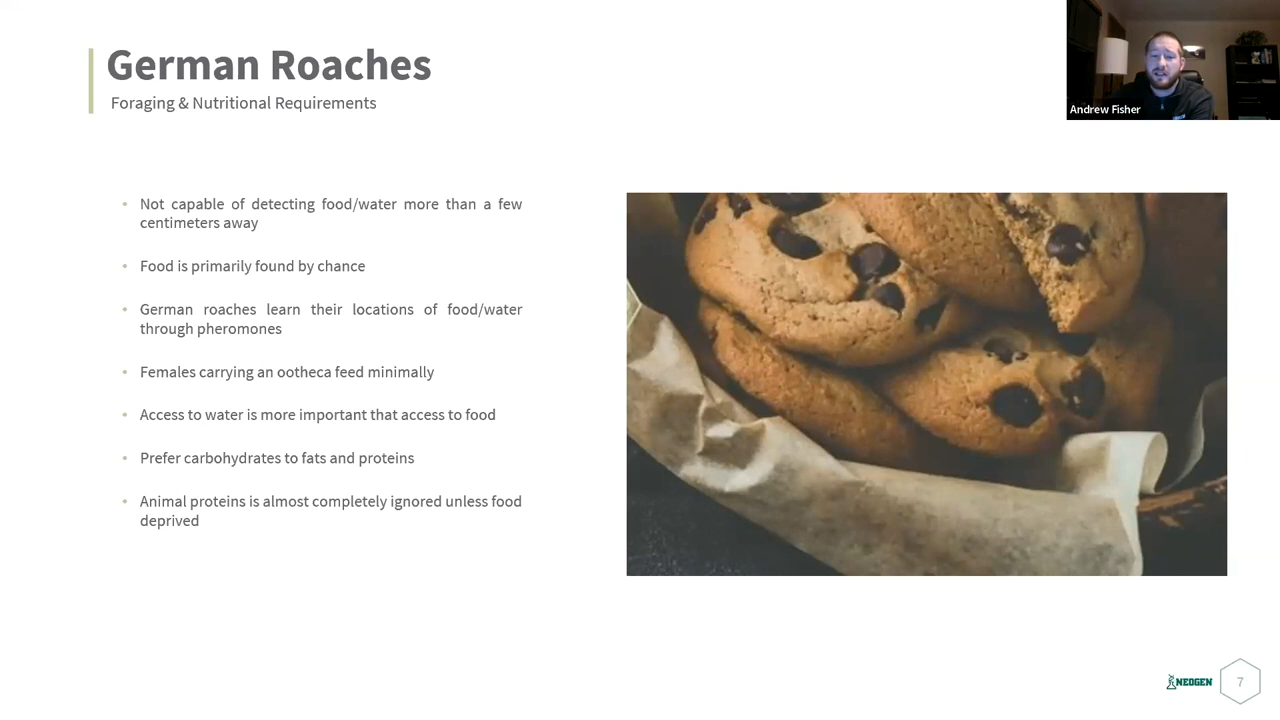 German Roaches
Foraging & Nutritional Requirements
Andrew Fisher
• Not capable of detecting food/water more than a few
centimeters away
• Food is primarily found by chance
• German roaches learn their locations of food/water
through pheromones
• Females carrying an ootheca feed minimally
• Access to water is more important that access to food
• Prefer carbohydrates to fats and proteins
• Animal proteins is almost completely ignored unless food
deprived
NEOGEN
7